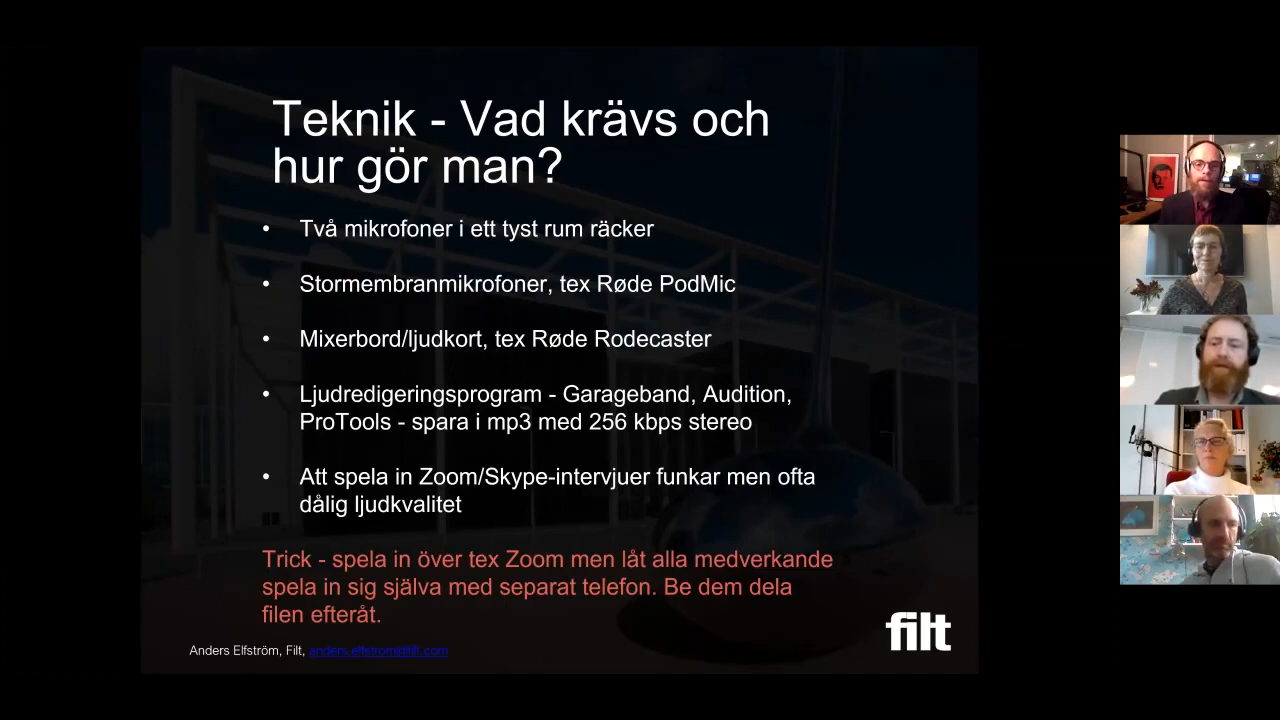 Teknik - Vad krävs och
hur gör man?
• Två mikrofoner i ett tyst rum räcker
• Stormembranmikrofoner, tex Røde PodMic
• Mixerbord/ljudkort, tex Røde Rodecaster
• Ljudredigeringsprogram - Garageband, Audition,
ProTools - spara i mp3 med 256 kbps stereo
• Att spela in Zoom/Skype-intervjuer funkar men ofta
dålig ljudkvalitet
Trick - spela in över tex Zoom men låt alla medverkande
spela in sig själva med separat telefon. Be dem dela
filen efteråt.
filt
Anders Elfström, Filt, anders.elfstrom@filt.com